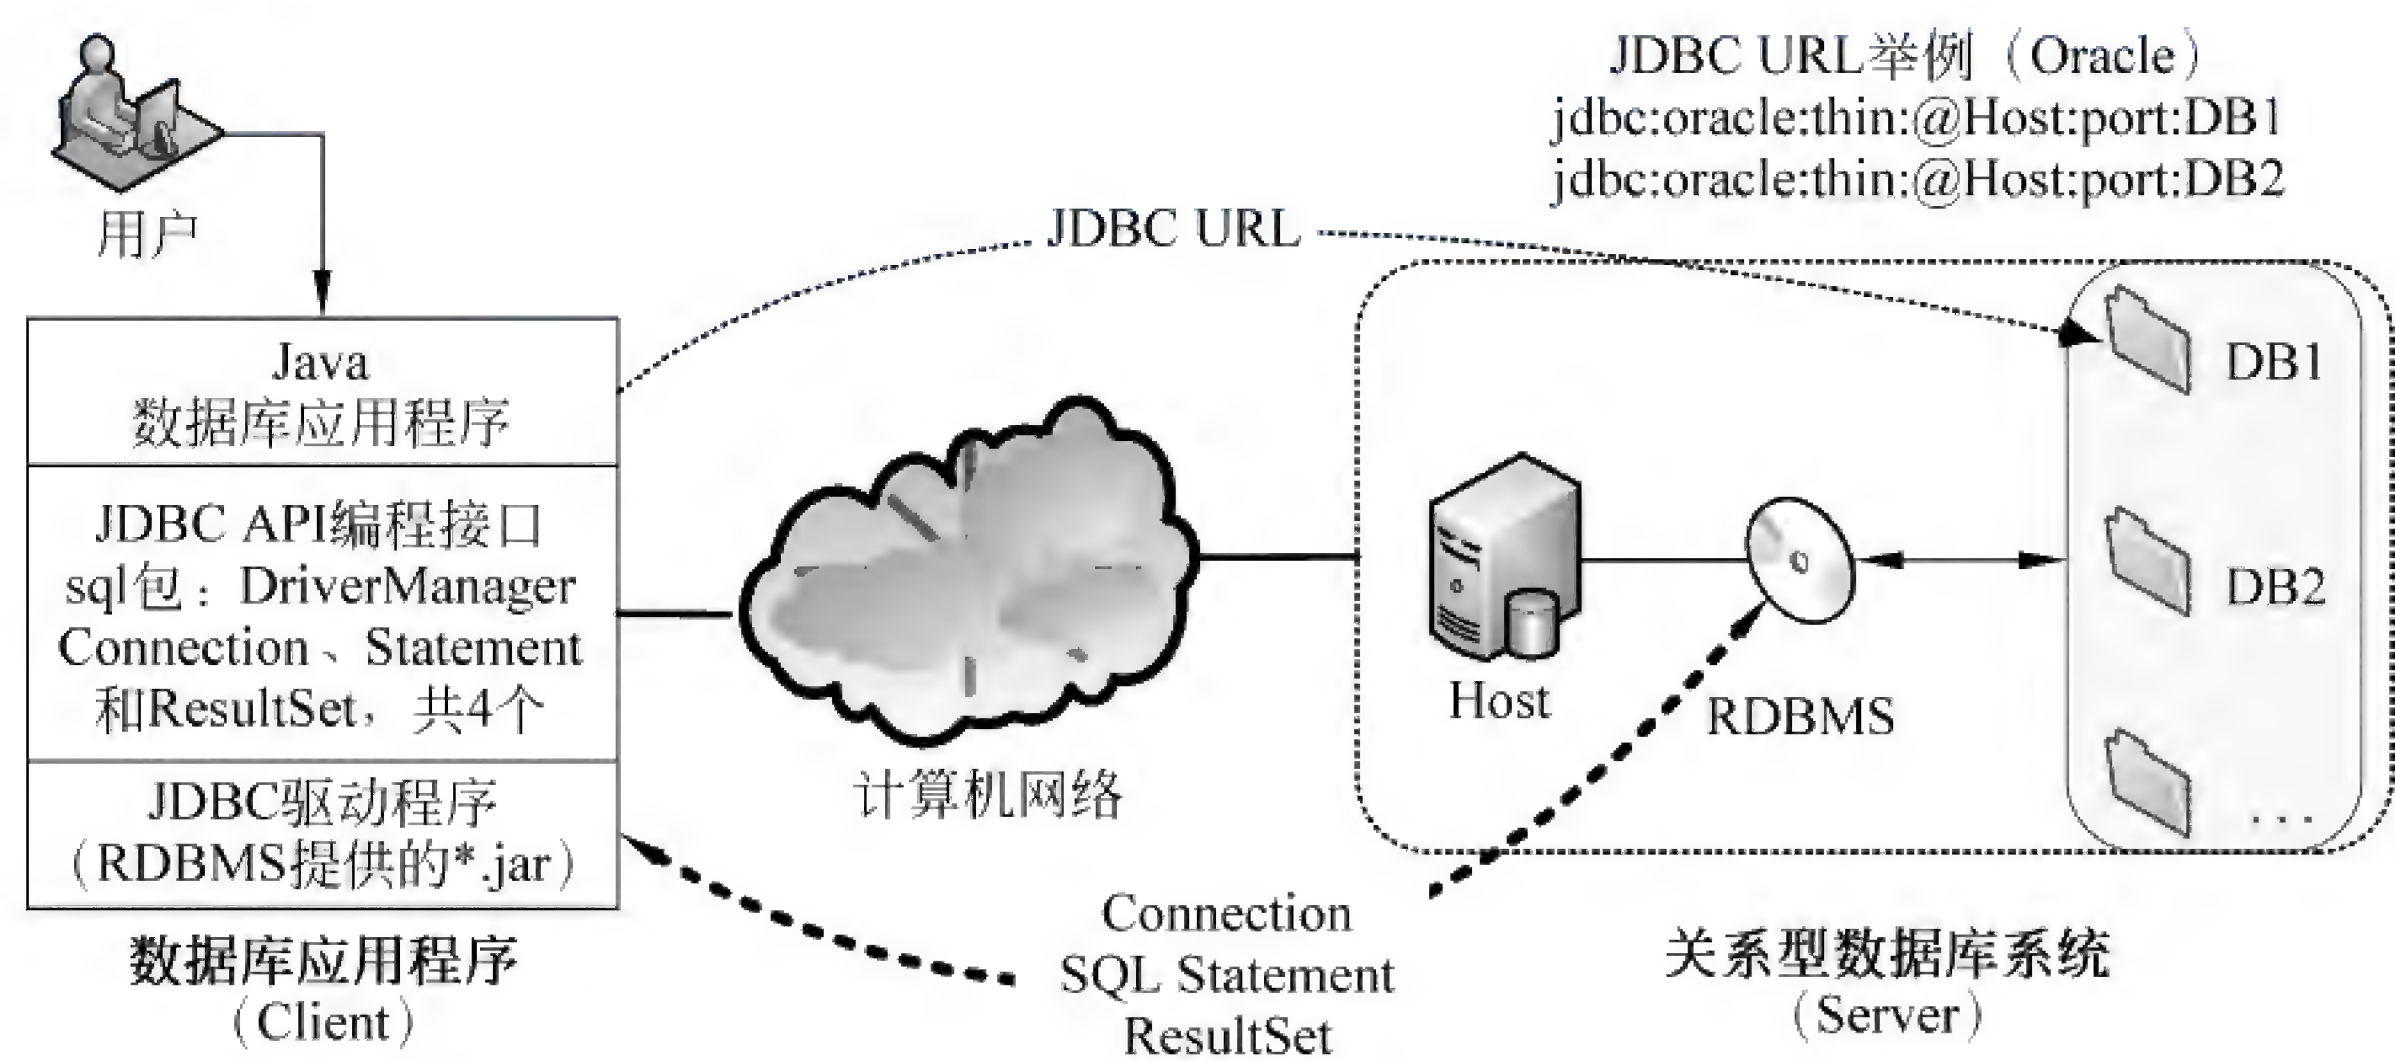 JDBC URL举例（Oracle）
jdbc:oracle:thin:@Host:port:DB1
jdbc:oracle:thin:@Host:port:DB2
用户
JDBC URL
Java
数据库应用程序
JDBC API编程接口
sql包：DriverManager
Connection、Statement
和ResultSet，共4个
JDBC驱动程序
（RDBMS提供的*.jar）
数据库应用程序
（Client）
计算机网络
Connection
SQL Statement
ResultSet
Host
RDBMS
DB1
DB2
...
关系型数据库系统
（Server）